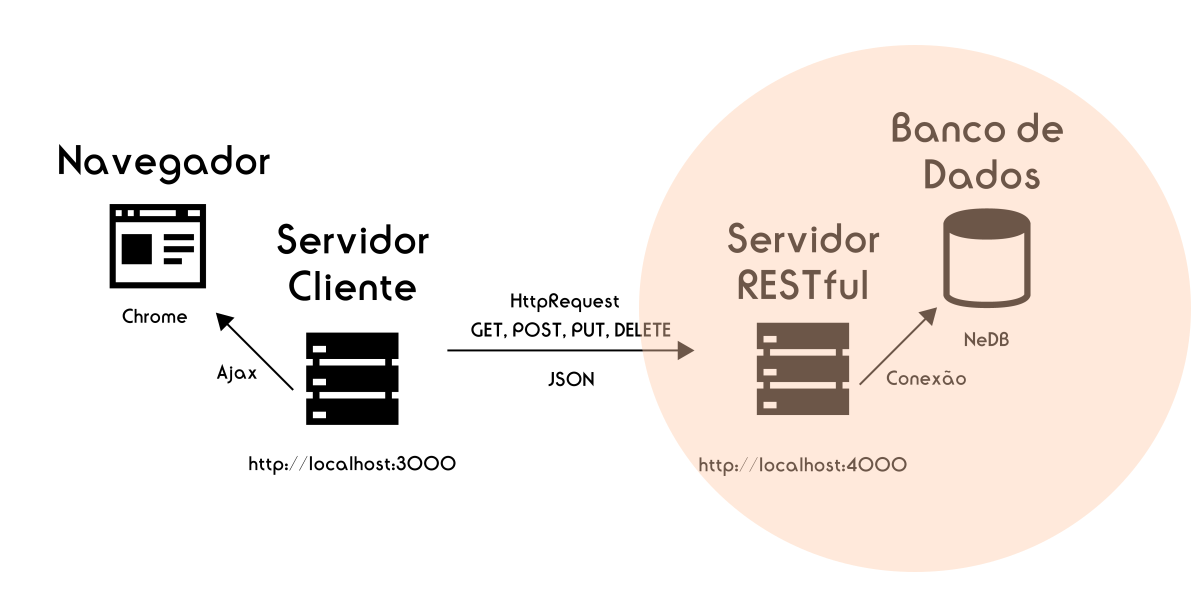 Navegador
Chrome
Ajax
Servidor
Cliente
http://localhost:3000
HttpRequest
GET, POST, PUT, DELETE
JSON
Servidor
RESTful
http://localhost:4000
Conexão
Banco de
Dados
NeDB